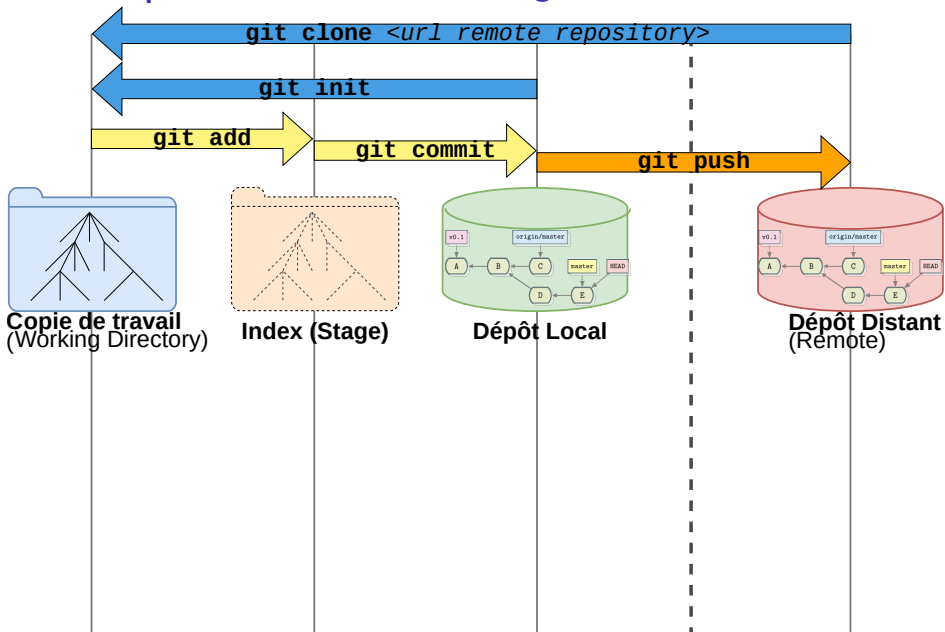 git clone <url remote repository>
git init
git add
git commit
git push
v0.1
origin/master
A
B
C
master
HEAD
D
E
v0.1
origin/master
A
B
C
master
HEAD
D
E
Copie de travail
(Working Directory)
Index (Stage)
Dépôt Local
Dépôt Distant
(Remote)